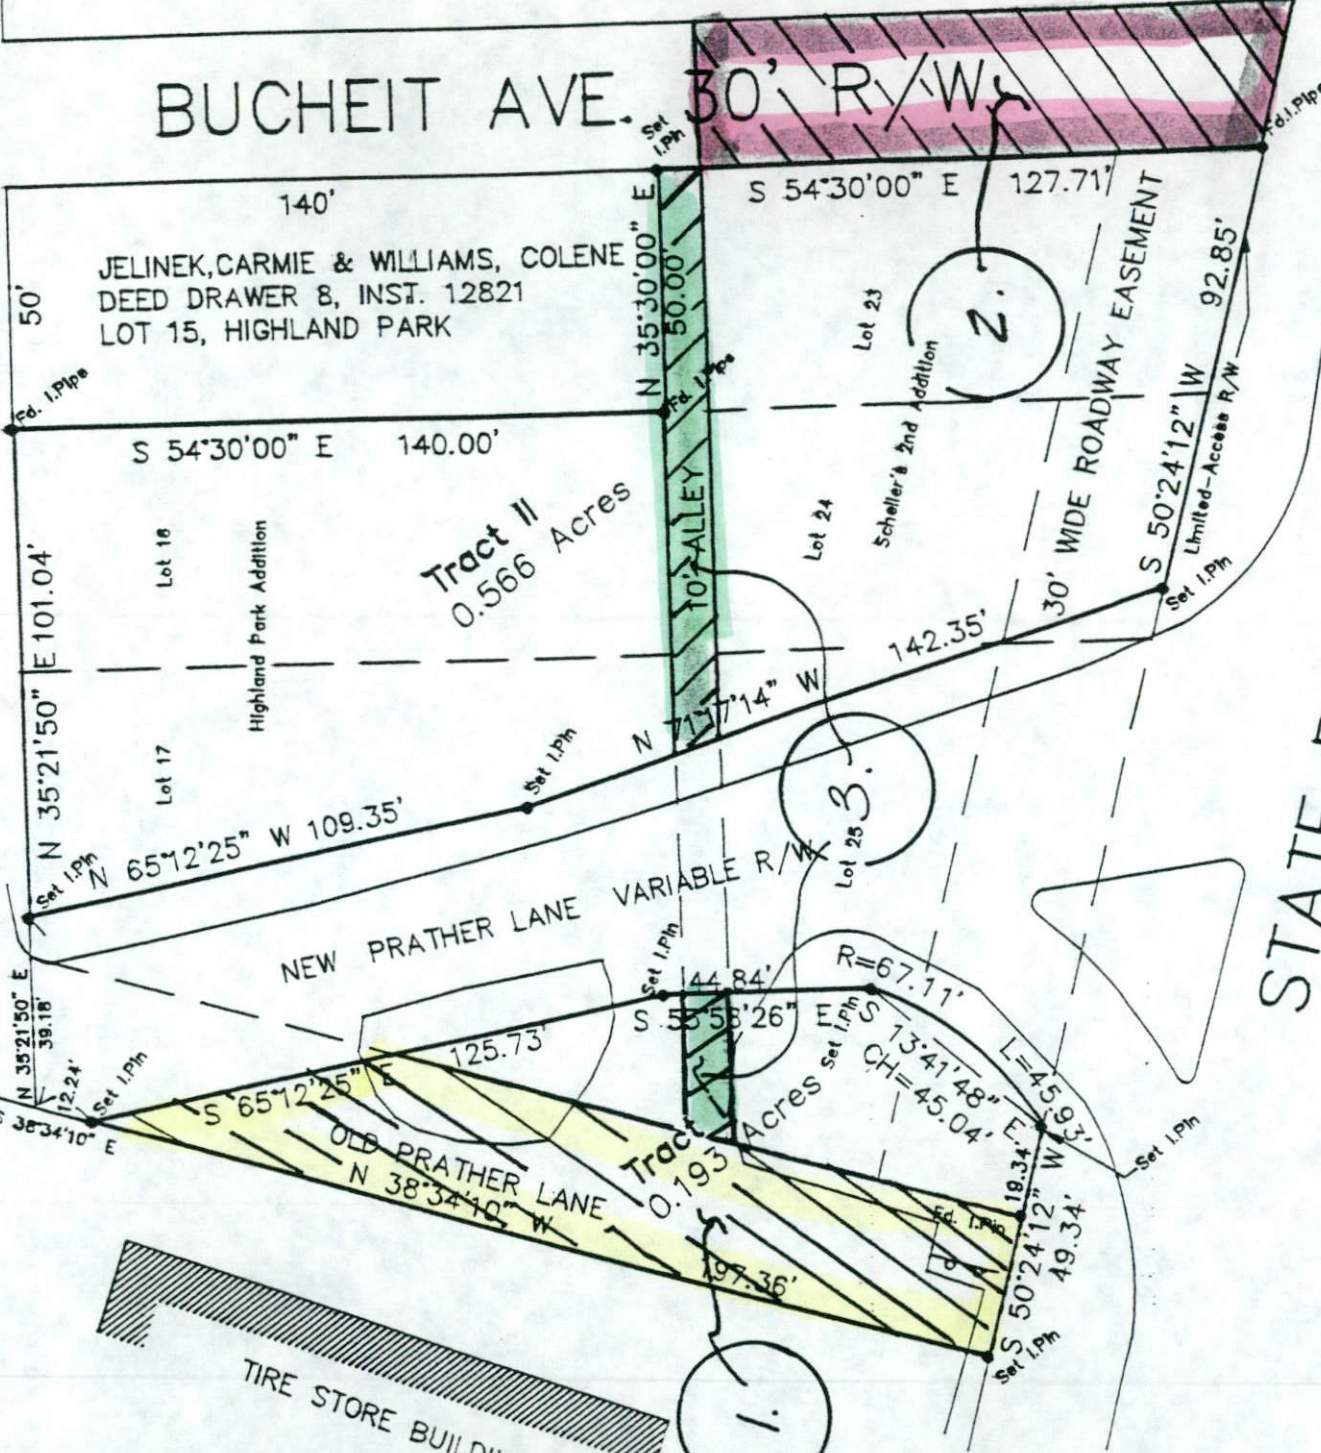 BUCHEIT AVE. 30' R/W
Set
I.Pin
Fd.I.Pipe
140'
S 54°30'00" E 127.71'
JELINEK,CARMIE & WILLIAMS, COLENE
DEED DRAWER 8, INST. 12821
LOT 15, HIGHLAND PARK
50'
N 35°30'00" E
50.00'
Lot 23
2.
30' WIDE ROADWAY EASEMENT
92.85'
S 50°24'12" W
Limited-Access R/W
Fd. I.Pipe
Fd. I.Pipe
S 54°30'00" E 140.00'
Tract II
0.566 Acres
10' ALLEY
Lot 24
Scheller's 2nd Addition
Lot 16
Highland Park Addition
N 35°21'50" E 101.04'
Set I.Pin
142.35'
N 71°17'14" W
Lot 17
Set I.Pin
3.
Lot 25
N 65°12'25" W 109.35'
Set I.Pin
NEW PRATHER LANE VARIABLE R/W
STATE
N 35°21'50" E
39.18'
Set I.Pin
44.84'
R=67.11'
S 65°12'25" E
125.73'
Set I.Pin
S 13°41'48" E
CH=45.04'
L=45.93'
12.24'
Set I.Pin
S 38°34'10" E
OLD PRATHER LANE
N 38°34'10" W
197.36'
Tract
0.193 Acres
19.34'
Set I.Pin
Fd. I.Pin
S 50°24'12" W
49.34'
Set I.Pin
1.
TIRE STORE